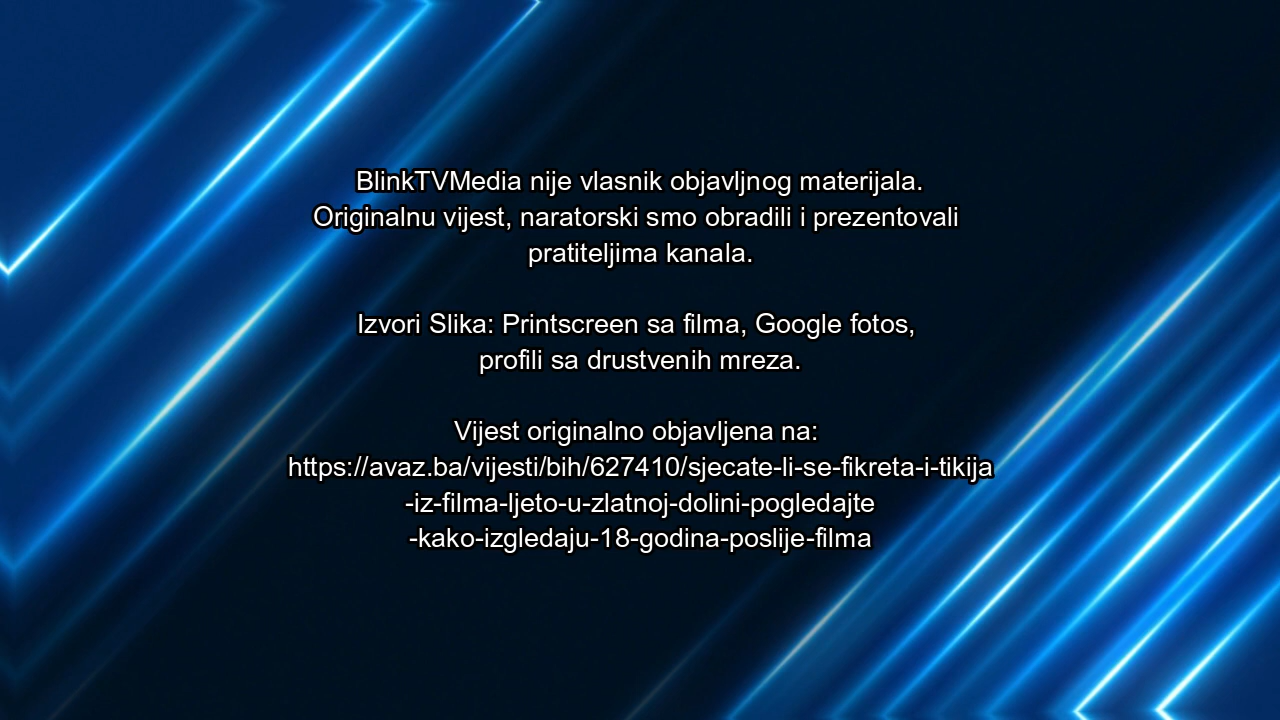 BlinkTVMedia nije vlasnik objavljnog materijala.
Originalnu vijest, naratorski smo obradili i prezentovali
pratiteljima kanala.
Izvori Slika: Printscreen sa filma, Google fotos,
profili sa drustvenih mreza.
Vijest originalno objavljena na:
https://avaz.ba/vijesti/bih/627410/sjecate-li-se-fikreta-i-tikija
-iz-filma-ljeto-u-zlatnoj-dolini-pogledajte
-kako-izgledaju-18-godina-poslije-filma